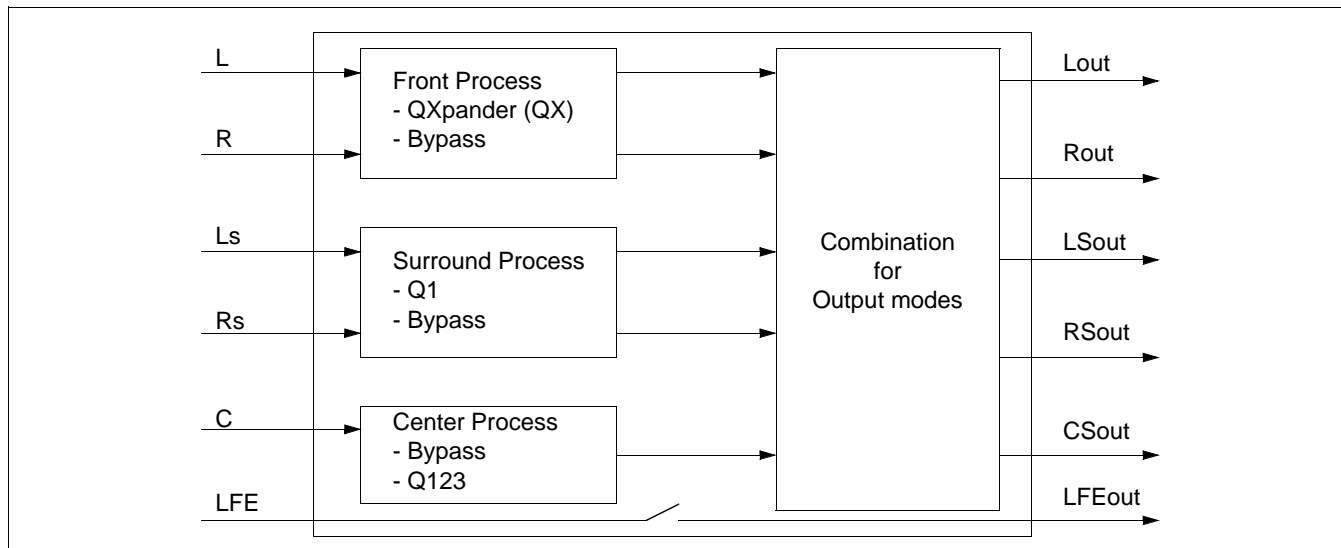 L
R
Ls
Rs
C
LFE
Front Process
- QXpander (QX)
- Bypass
Surround Process
- Q1
- Bypass
Center Process
- Bypass
- Q123
Combination
for
Output modes
Lout
Rout
LSout
RSout
CSout
LFEout